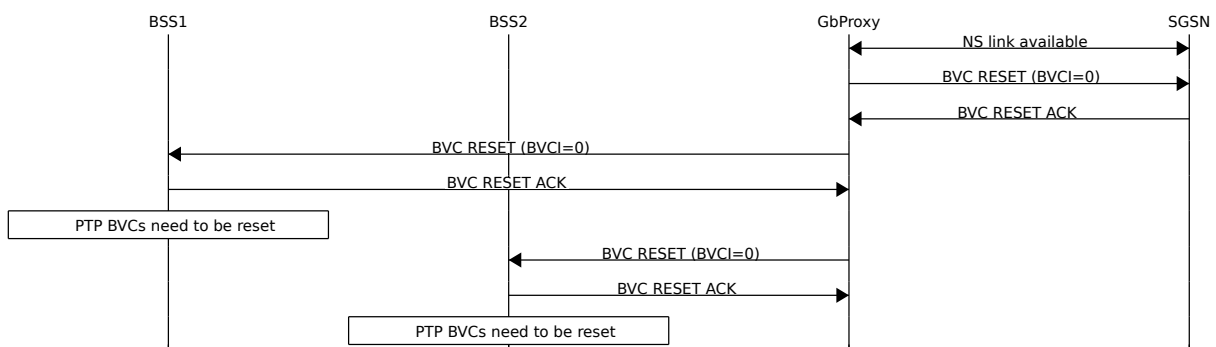 BSS1 BSS2 GbProxy SGSN
NS link available
BVC RESET (BVCI=0)
BVC RESET ACK
BVC RESET (BVCI=0)
BVC RESET ACK
PTP BVCs need to be reset
BVC RESET (BVCI=0)
BVC RESET ACK
PTP BVCs need to be reset